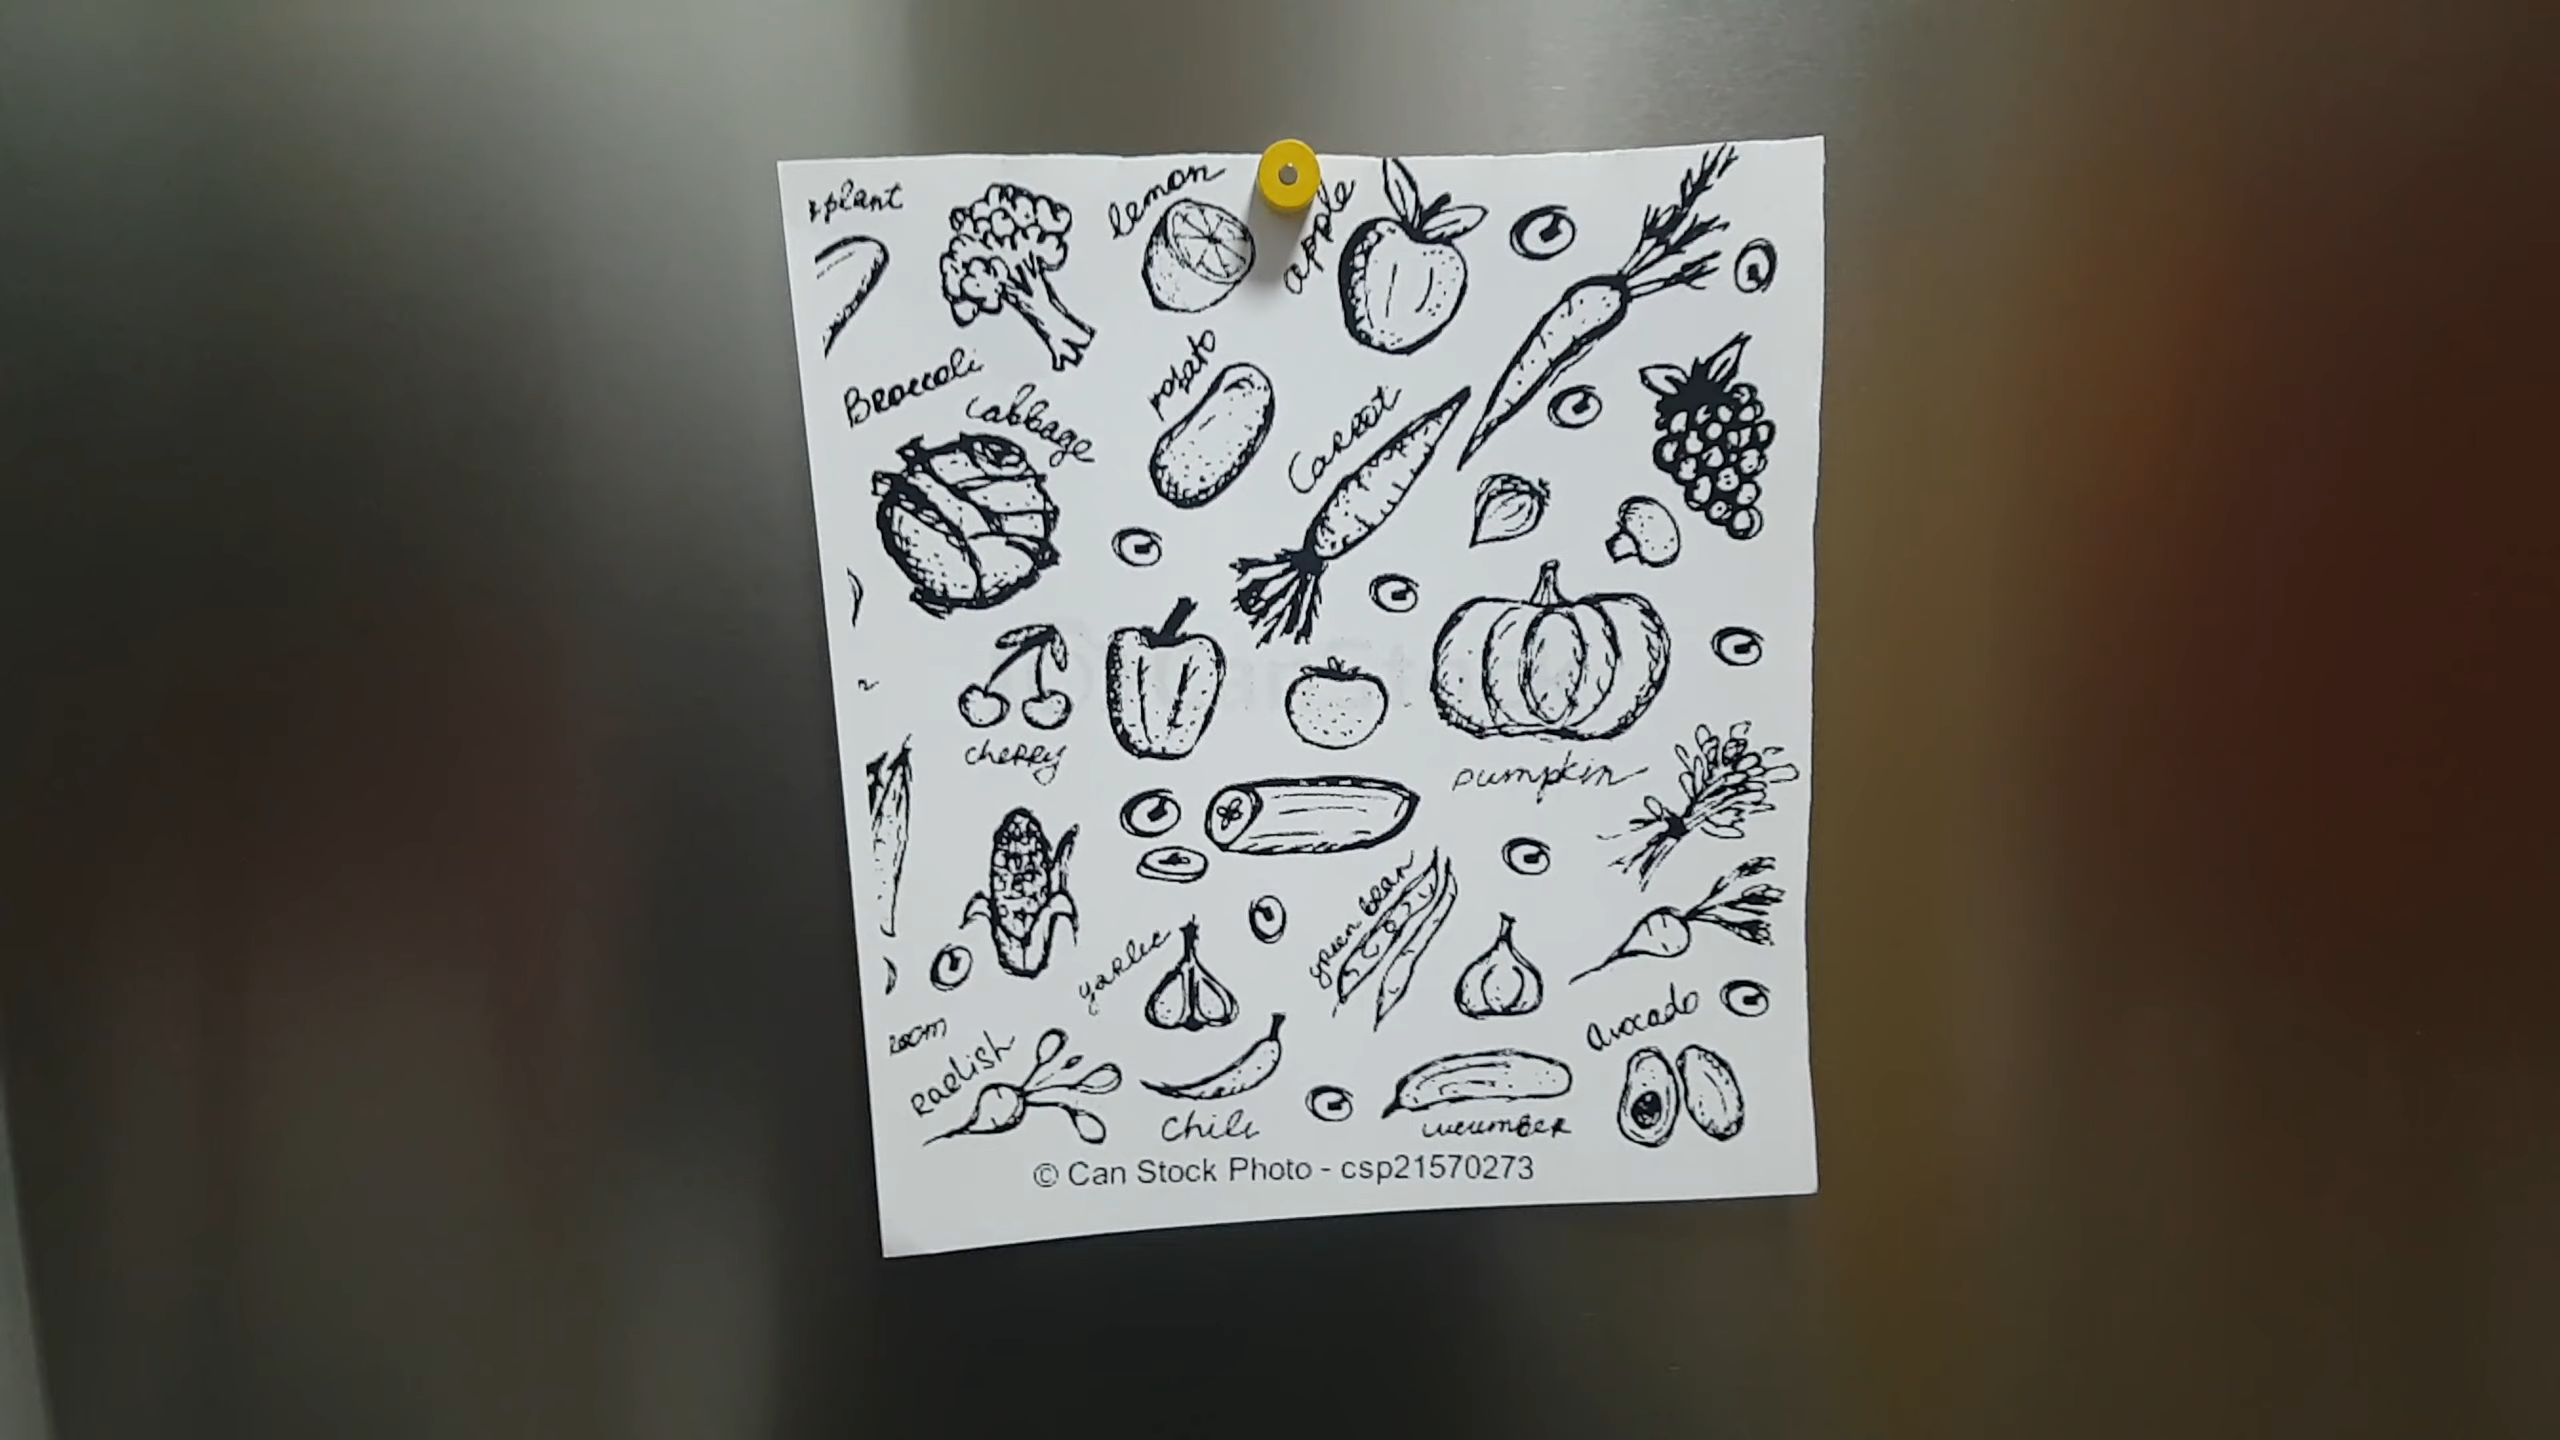 plant
lemon
apple
Broccoli
cabbage
potato
Carrot
cherry
pumpkin
green bean
garlic
room
Radish
Avocado
Chili
cucumber
© Can Stock Photo - csp21570273